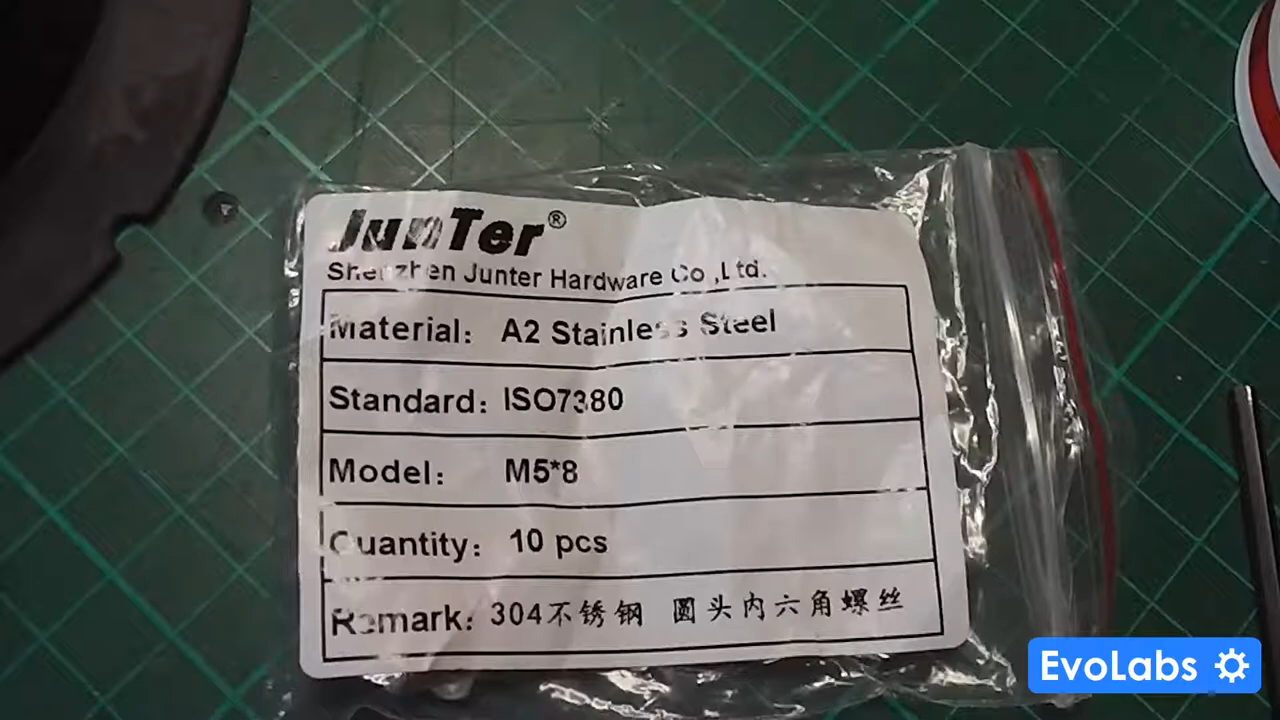 JunTer®
Shenzhen Junter Hardware Co.,Ltd.
Material: A2 Stainless Steel
Standard: ISO7380
Model: M5*8
Quantity: 10 pcs
Remark: 304不锈钢 圆头内六角螺丝
EvoLabs